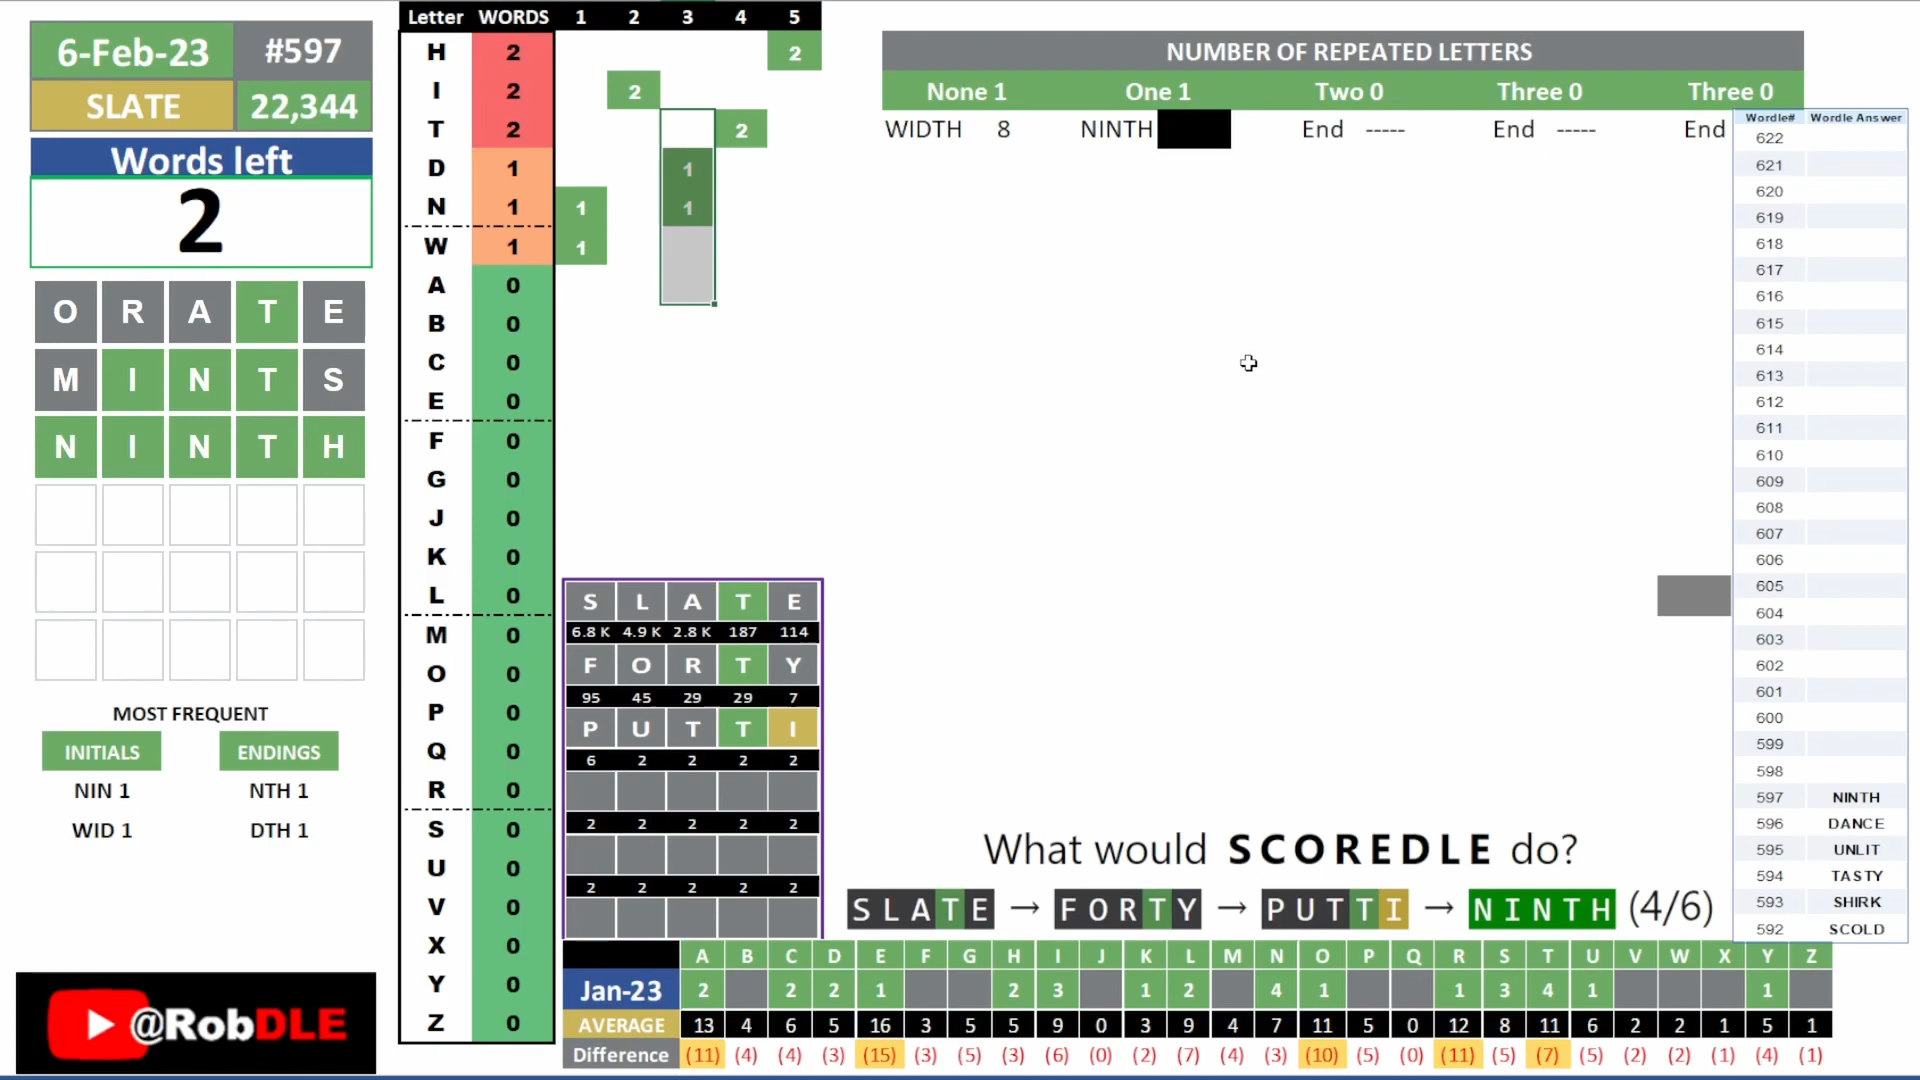 6-Feb-23 #597
SLATE 22,344
Words left
2
O R A T E
M I N T S
N I N T H
MOST FREQUENT
INITIALS ENDINGS
NIN 1 NTH 1
WID 1 DTH 1
@RobDLE
Letter WORDS 1 2 3 4 5
H 2 2
I 2 2
T 2 2
D 1 1
N 1 1 1
W 1 1
A 0
B 0
C 0
E 0
F 0
G 0
J 0
K 0
L 0
M 0
O 0
P 0
Q 0
R 0
S 0
U 0
V 0
X 0
Y 0
Z 0
S L A T E
6.8 K 4.9 K 2.8 K 187 114
F O R T Y
95 45 29 29 7
P U T T I
6 2 2 2 2
2 2 2 2 2
2 2 2 2 2
NUMBER OF REPEATED LETTERS
None 1 One 1 Two 0 Three 0 Three 0
WIDTH 8 NINTH End ----- End ----- End
What would SCOREDLE do?
SLATE → FORTY → PUTTI → NINTH (4/6)
Wordle# Wordle Answer
622
621
620
619
618
617
616
615
614
613
612
611
610
609
608
607
606
605
604
603
602
601
600
599
598
597 NINTH
596 DANCE
595 UNLIT
594 TASTY
593 SHIRK
592 SCOLD
A B C D E F G H I J K L M N O P Q R S T U V W X Y Z
Jan-23 2 2 2 1 2 3 1 2 4 1 1 3 4 1 1
AVERAGE 13 4 6 5 16 3 5 5 9 0 3 9 4 7 11 5 0 12 8 11 6 2 2 1 5 1
Difference (11) (4) (4) (3) (15) (3) (5) (3) (6) (0) (2) (7) (4) (3) (10) (5) (0) (11) (5) (7) (5) (2) (2) (1) (4) (1)